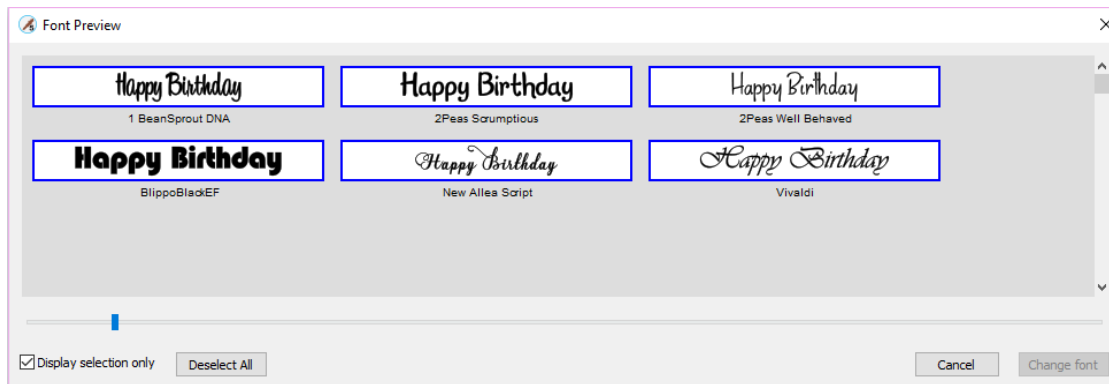 Font Preview
Happy Birthday Happy Birthday Happy Birthday
1 BeanSprout DNA 2Peas Scrumptious 2Peas Well Behaved
Happy Birthday Happy Birthday Happy Birthday
BlippoBlackEF New Allea Script Vivaldi
Display selection only Deselect All Cancel Change font